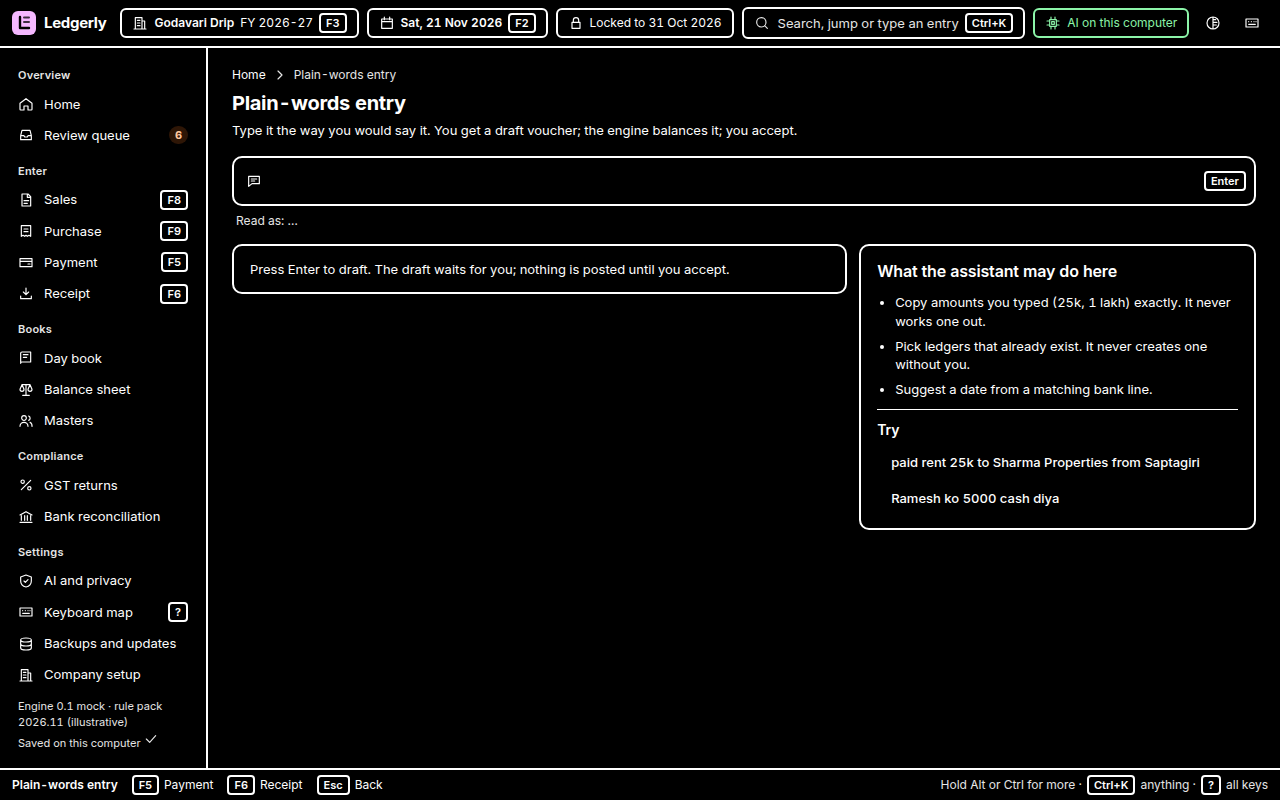 Ledgerly
Godavari Drip FY 2026-27 F3
Sat, 21 Nov 2026 F2
Locked to 31 Oct 2026
Search, jump or type an entry Ctrl+K
AI on this computer
Overview
Home
Review queue 6
Enter
Sales F8
Purchase F9
Payment F5
Receipt F6
Books
Day book
Balance sheet
Masters
Compliance
GST returns
Bank reconciliation
Settings
AI and privacy
Keyboard map ?
Backups and updates
Company setup
Engine 0.1 mock · rule pack
2026.11 (illustrative)
Saved on this computer
Home Plain-words entry
Plain-words entry
Type it the way you would say it. You get a draft voucher; the engine balances it; you accept.
Enter
Read as: ...
Press Enter to draft. The draft waits for you; nothing is posted until you accept.
What the assistant may do here
• Copy amounts you typed (25k, 1 lakh) exactly. It never
works one out.
• Pick ledgers that already exist. It never creates one
without you.
• Suggest a date from a matching bank line.
Try
paid rent 25k to Sharma Properties from Saptagiri
Ramesh ko 5000 cash diya
Plain-words entry F5 Payment F6 Receipt Esc Back
Hold Alt or Ctrl for more · Ctrl+K anything · ? all keys